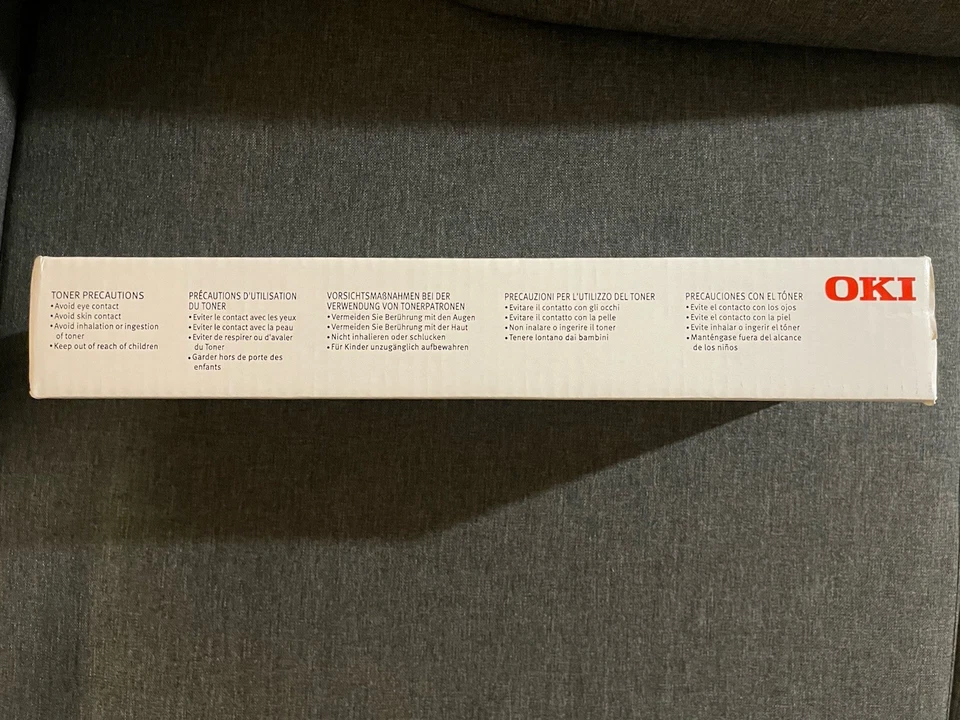 TONER PRECAUTIONS
• Avoid eye contact
• Avoid skin contact
• Avoid inhalation or ingestion
of toner
• Keep out of reach of children
PRÉCAUTIONS D'UTILISATION
DU TONER
• Eviter le contact avec les yeux
• Eviter le contact avec la peau
• Eviter de respirer ou d'avaler
du Toner
• Garder hors de porte des
enfants
VORSICHTSMAßNAHMEN BEI DER
VERWENDUNG VON TONERPATRONEN
• Vermeiden Sie Berührung mit den Augen
• Vermeiden Sie Berührung mit der Haut
• Nicht inhalieren oder schlucken
• Für Kinder unzugänglich aufbewahren
PRECAUZIONI PER L'UTILIZZO DEL TONER
• Evitare il contatto con gli occhi
• Evitare il contatto con la pelle
• Non inalare o ingerire il toner
• Tenere lontano dai bambini
PRECAUCIONES CON EL TÓNER
• Evite el contacto con los ojos
• Evite el contacto con la piel
• Evite inhalar o ingerir el tóner
• Manténgase fuera del alcance
de los niños
OKI